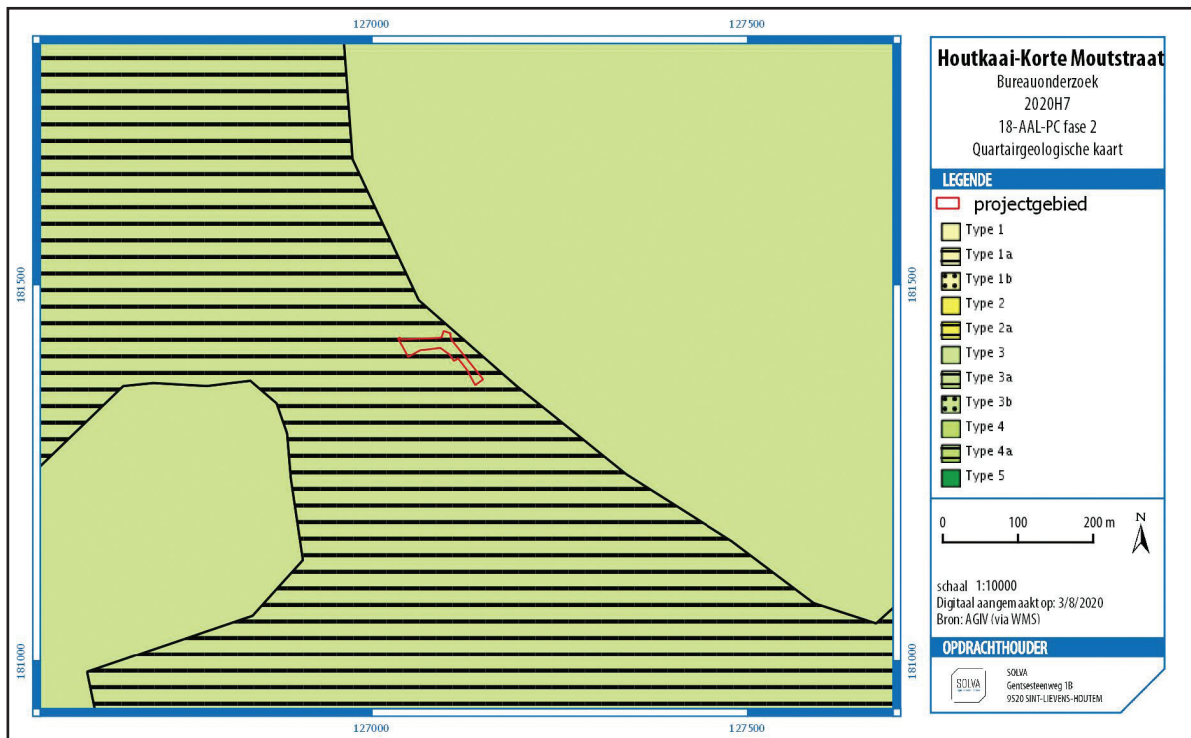 127000
127500
181500
181500
181000
181000
127000
127500
Houtkaai-Korte Moutstraat
Bureauonderzoek
2020H7
18-AAL-PC fase 2
Quartairgeologische kaart
LEGENDE
projectgebied
Type 1
Type 1a
Type 1b
Type 2
Type 2a
Type 3
Type 3a
Type 3b
Type 4
Type 4a
Type 5
0 100 200 m
N
schaal 1:10000
Digitaal aangemaakt op: 3/8/2020
Bron: AGIV (via WMS)
OPDRACHTHOUDER
SOLVA
SOLVA
Gentsesteenweg 1B
9520 SINT-LIEVENS-HOUTEM